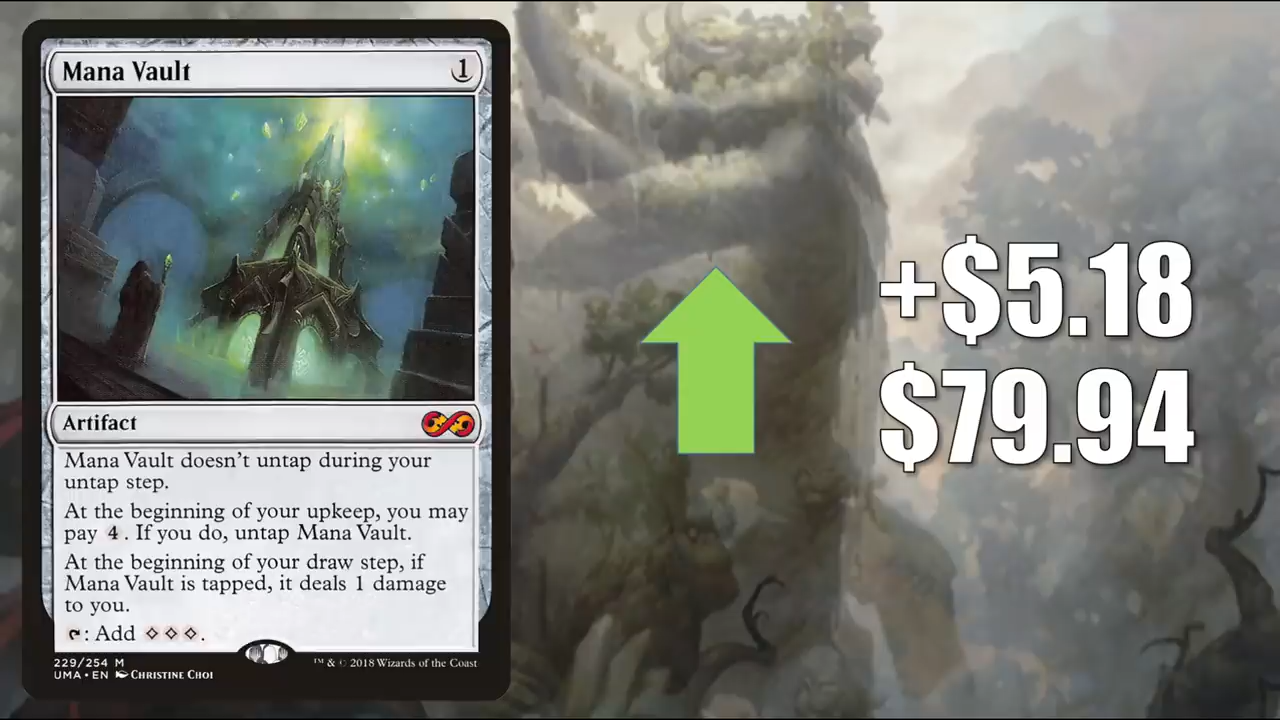 Mana Vault 1
Artifact
Mana Vault doesn't untap during your
untap step.
At the beginning of your upkeep, you may
pay 4. If you do, untap Mana Vault.
At the beginning of your draw step, if
Mana Vault is tapped, it deals 1 damage
to you.
: Add ◇◇◇.
229/254 M
™ & © 2018 Wizards of the Coast
UMA • EN Christine Choi
+$5.18
$79.94